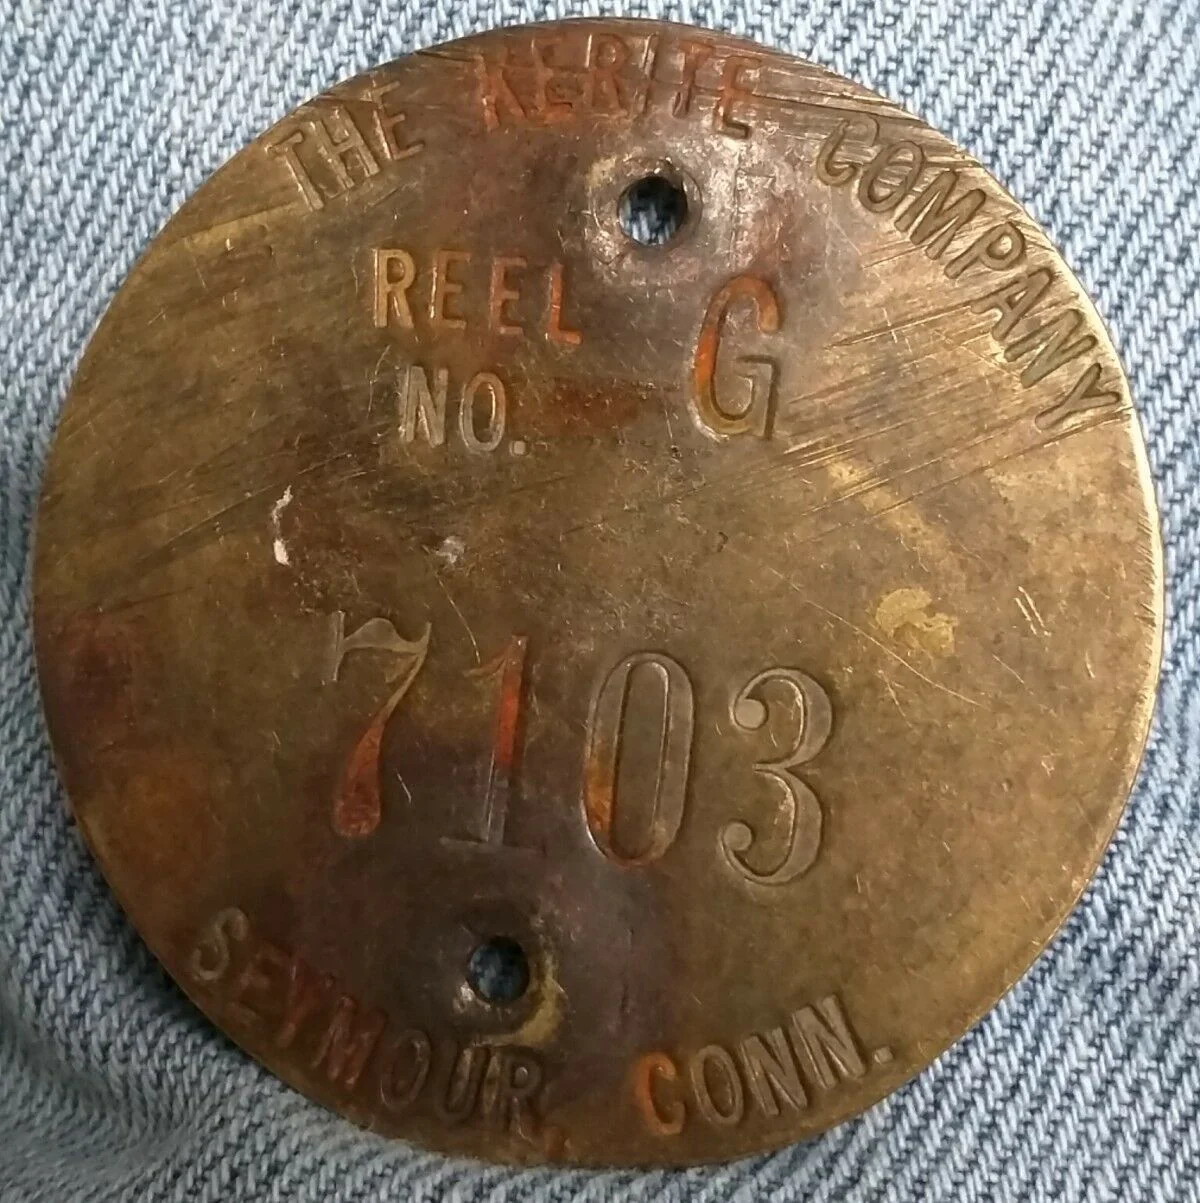 THE KERITE COMPANY
REEL G
NO.
7103
SEYMOUR, CONN.